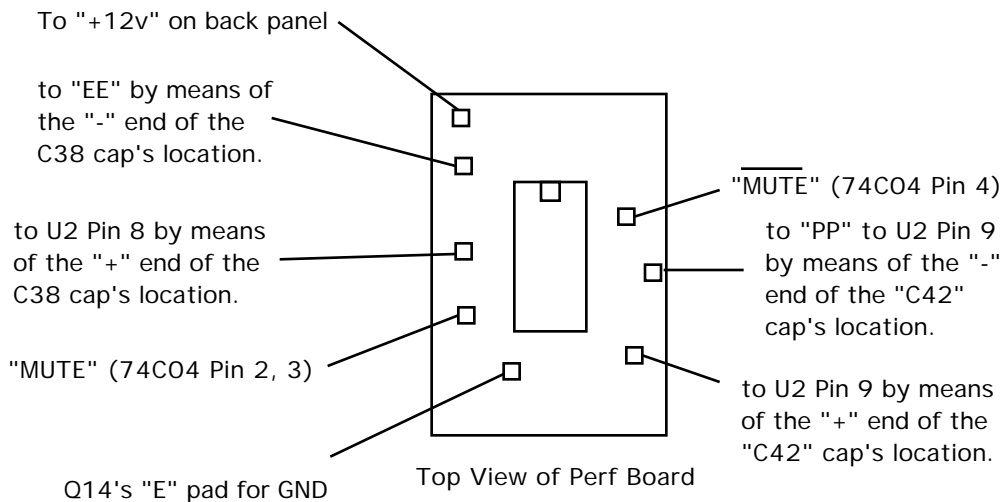 To "+12v" on back panel
to "EE" by means of
the "-" end of the
C38 cap's location.
to U2 Pin 8 by means
of the "+" end of the
C38 cap's location.
"MUTE" (74C04 Pin 2, 3)
Q14's "E" pad for GND
"MUTE" (74C04 Pin 4)
to "PP" to U2 Pin 9
by means of the "-"
end of the "C42"
cap's location.
to U2 Pin 9 by means
of the "+" end of the
"C42" cap's location.
Top View of Perf Board